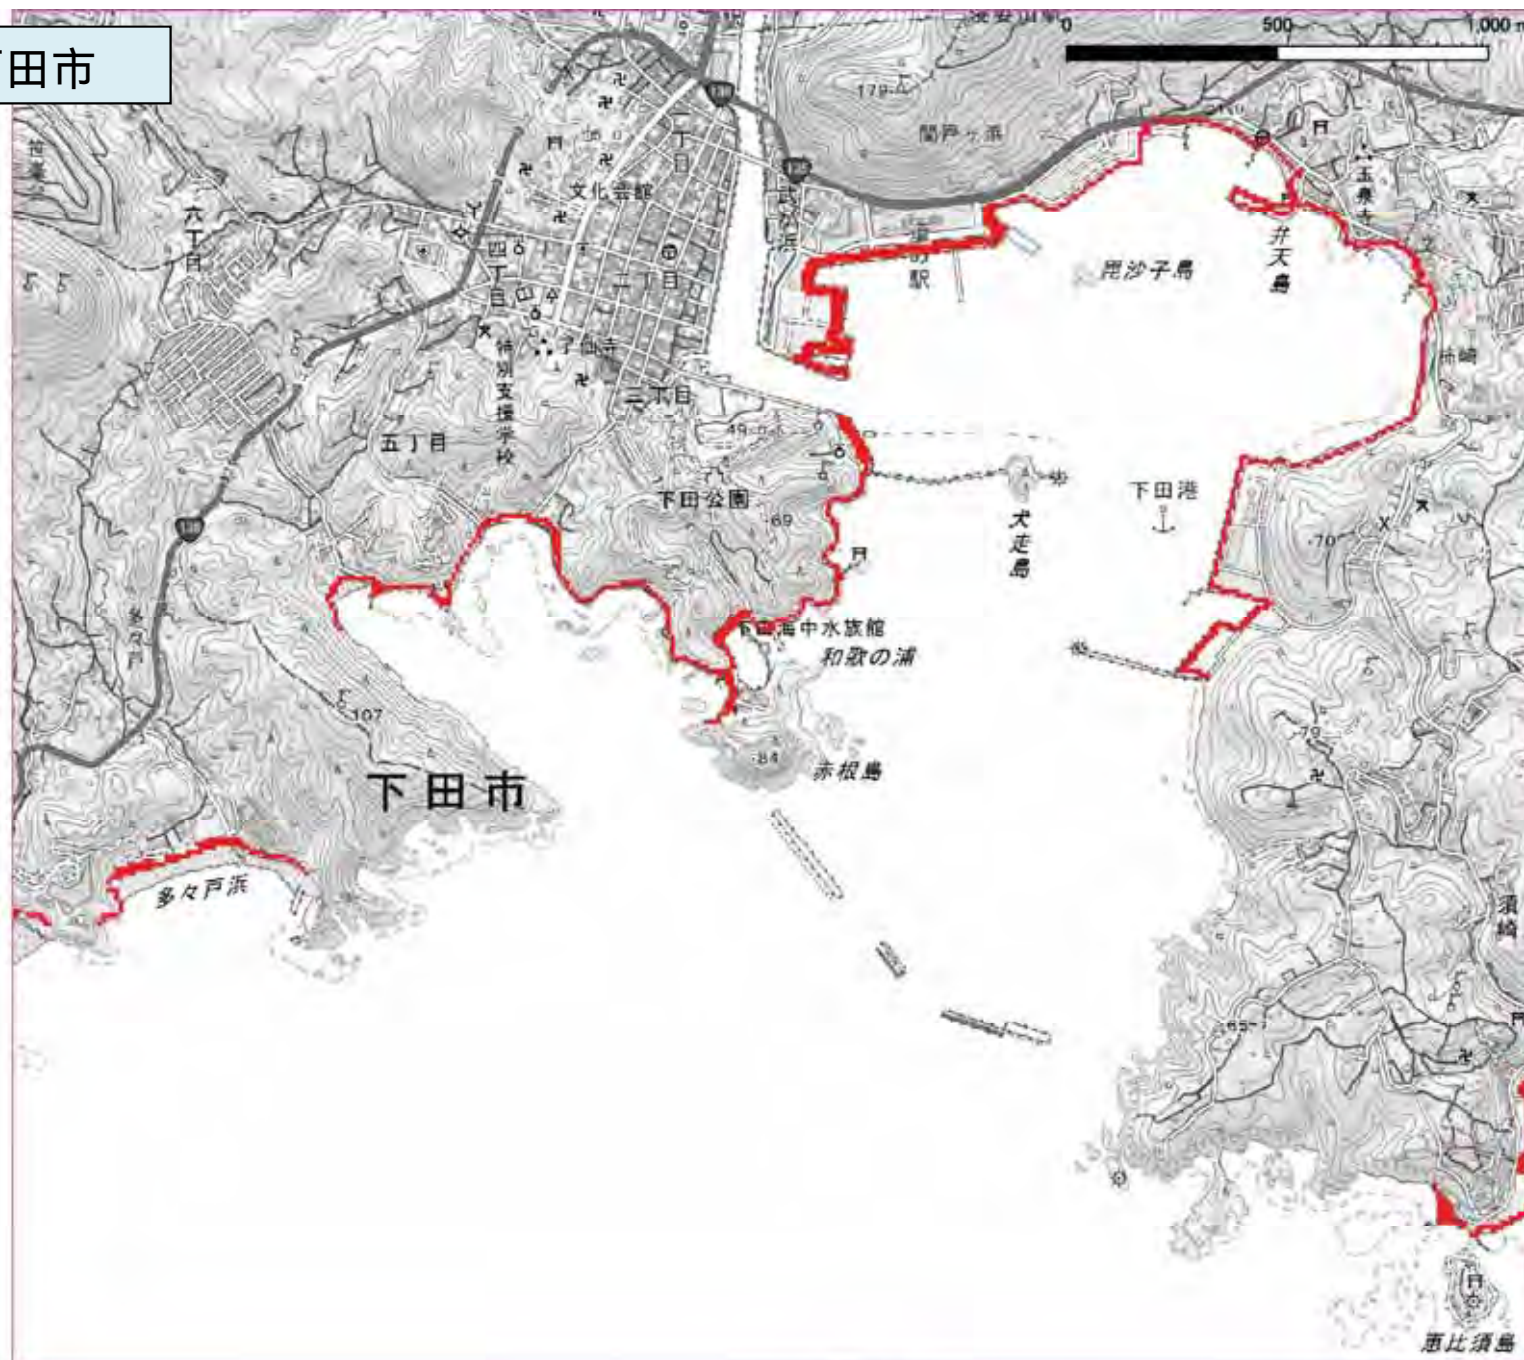 田市
0 500 1,000 m
179
間戸ヶ浜
一丁目
文化会館
六丁目
四丁目
二丁目
武ガ浜
道の駅
毘沙子島
弁天島
玉泉寺
柿崎
了仙寺
特別支援学校
三丁目
五丁目
49
下田公園
69
犬走島
下田港
70
多々戸
下田海中水族館
和歌の浦
107
84
赤根島
79
下田市
多々戸浜
須崎
65
恵比須島